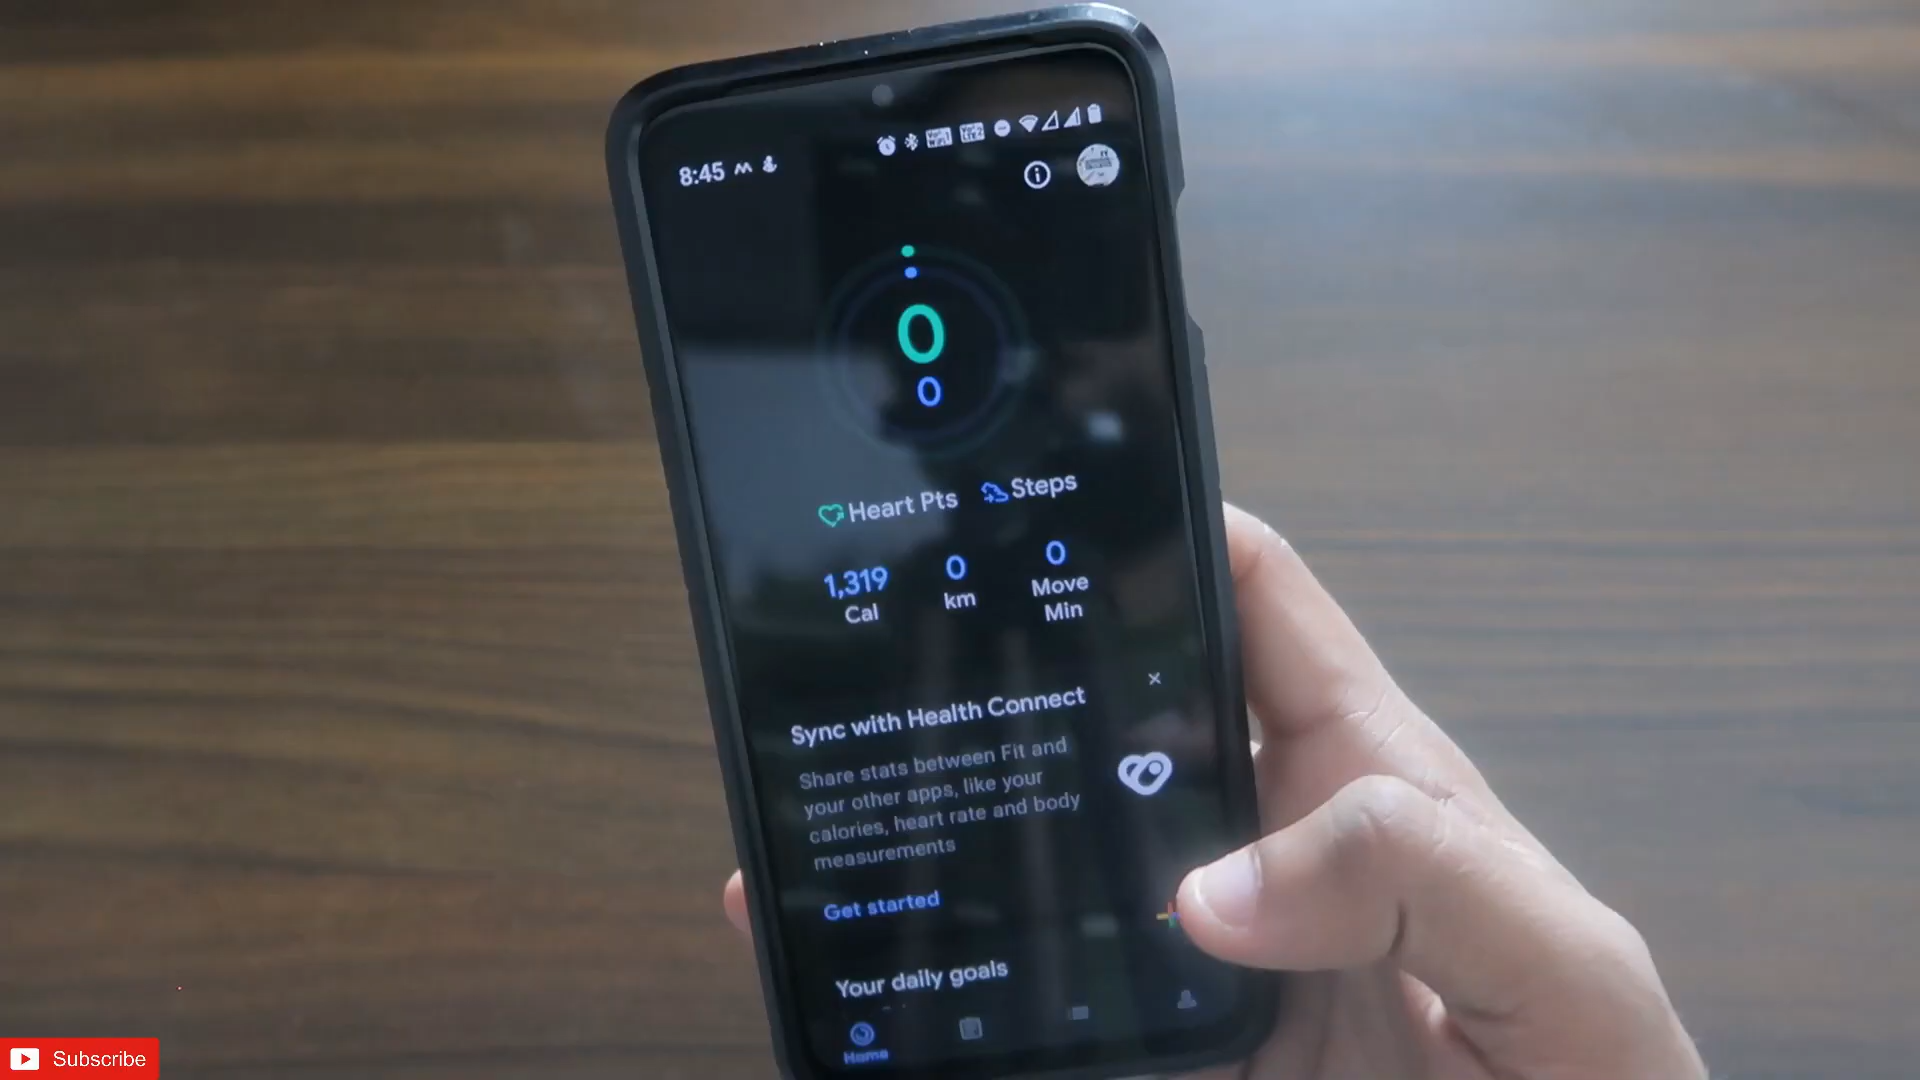 8:45
0
0
Heart Pts
Steps
1,319
Cal
0
km
0
Move
Min
Sync with Health Connect
Share stats between Fit and
your other apps, like your
calories, heart rate and body
measurements
Get started
Your daily goals
Home
Subscribe